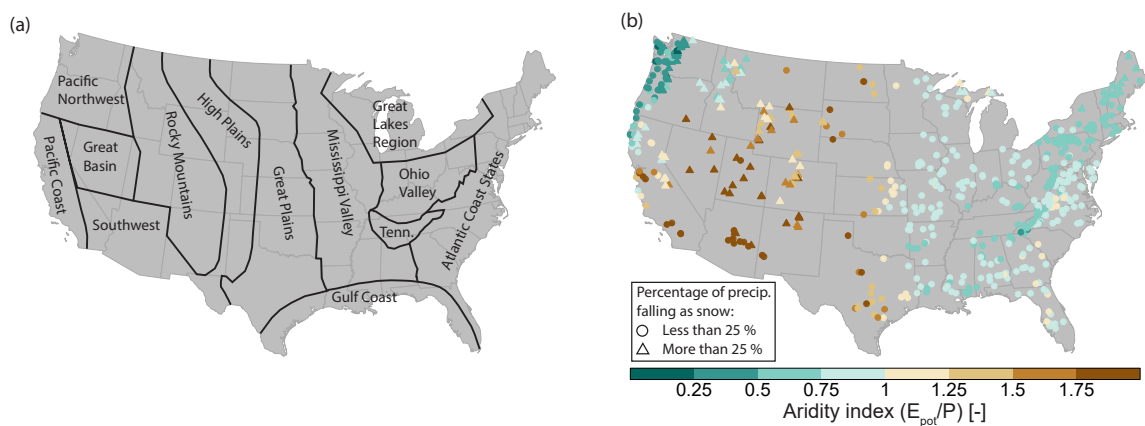 (a)
Pacific
Northwest
Great
Basin
Pacific Coast
Southwest
Rocky Mountains
High Plains
Great Plains
Mississippi Valley
Great
Lakes
Region
Ohio
Valley
Tenn.
Atlantic Coast States
Gulf Coast
(b)
Percentage of precip.
falling as snow:
Less than 25 %
More than 25 %
0.25 0.5 0.75 1 1.25 1.5 1.75
Aridity index (E_pot/P) [-]